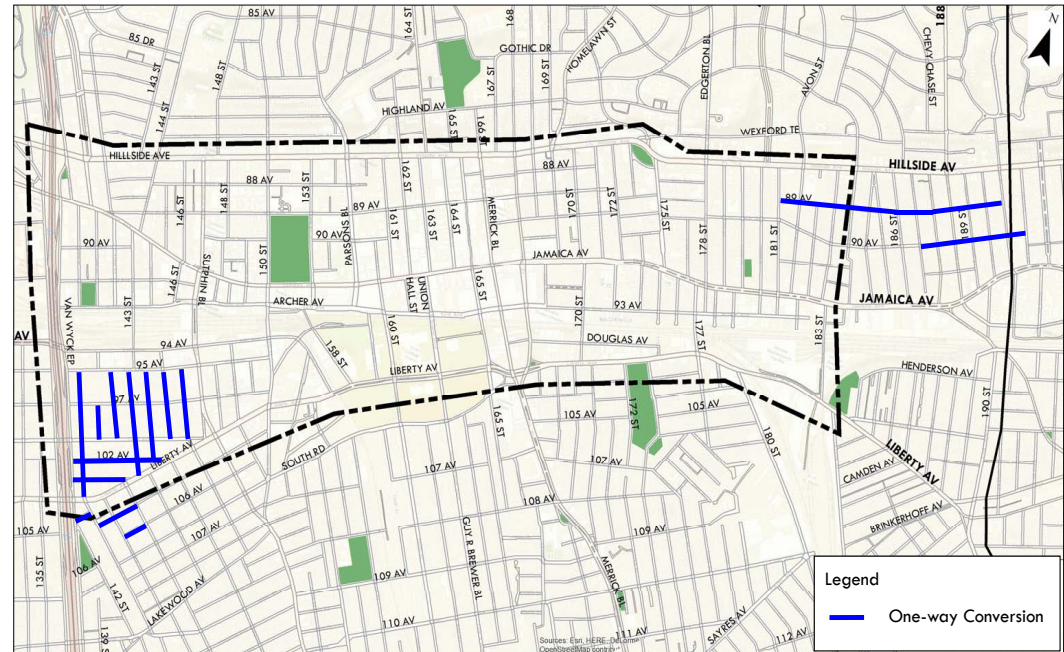 85 AV
168
164 ST
188
N
85 DR
143 ST
148 ST
144 ST
GOTHIC DR
167 ST
169 ST
HOMELAWN ST
EDGERTON BL
AVON ST
CHEVY CHASE ST
HIGHLAND AV
165 ST
166 ST
WEXFORD TE
HILLLSIDE AVE
HILLSIDE AV
88 AV
88 AV
162 ST
153 ST
148 ST
146 ST
89 AV
161 ST
163 ST
164 ST
MERRICK BL
170 ST
172 ST
175 ST
178 ST
181 ST
89 AV
186 ST
90 AV
90 AV
90 AV
150 ST
PARSONS BL
SUTPHIN BL
146 ST
JAMAICA AV
165 ST
UNION
HALL ST
VAN WYCK EP
143 ST
ARCHER AV
93 AV
JAMAICA AV
170 ST
177 ST
183 ST
AV
94 AV
158 ST
160 ST
DOUGLAS AV
95 AV
LIBERTY AV
HENDERSON AV
97 AV
190 ST
165 ST
105 AV
172 ST
105 AV
180 ST
102 AV
LIBERTY AV
SOUTH RD
107 AV
107 AV
LIBERTY AV
CAMDEN AV
106 AV
108 AV
105 AV
107 AV
109 AV
BRINKERHOFF AV
135 ST
106 AV
142 ST
LAKEWOOD AV
109 AV
GUY R BREWER BL
MERRICK BL
110 AV
111 AV
SAYRES AV
112 AV
Sources: Esri, HERE, DeLorme
OpenStreetMap contrib
Legend
One-way Conversion